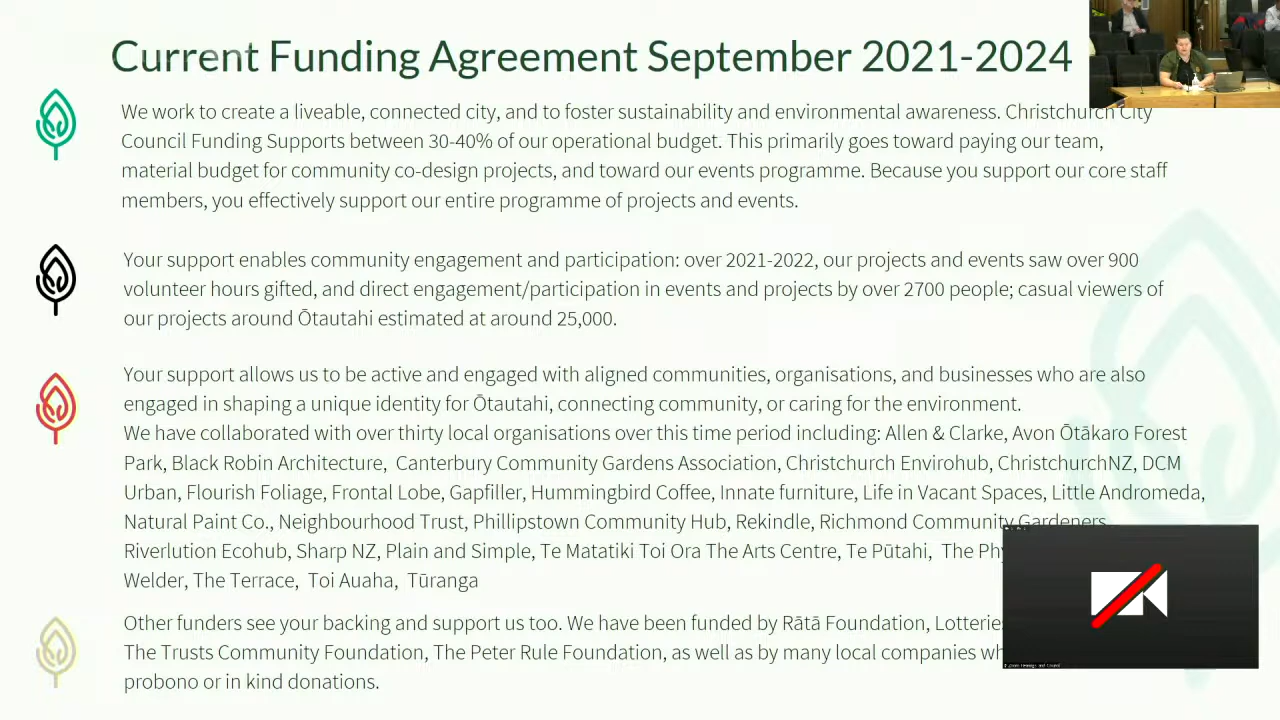 Current Funding Agreement September 2021-2024
We work to create a liveable, connected city, and to foster sustainability and environmental awareness. Christchurch City
Council Funding Supports between 30-40% of our operational budget. This primarily goes toward paying our team,
material budget for community co-design projects, and toward our events programme. Because you support our core staff
members, you effectively support our entire programme of projects and events.
Your support enables community engagement and participation: over 2021-2022, our projects and events saw over 900
volunteer hours gifted, and direct engagement/participation in events and projects by over 2700 people; casual viewers of
our projects around Ōtautahi estimated at around 25,000.
Your support allows us to be active and engaged with aligned communities, organisations, and businesses who are also
engaged in shaping a unique identity for Ōtautahi, connecting community, or caring for the environment.
We have collaborated with over thirty local organisations over this time period including: Allen & Clarke, Avon Ōtākaro Forest
Park, Black Robin Architecture, Canterbury Community Gardens Association, Christchurch Envirohub, ChristchurchNZ, DCM
Urban, Flourish Foliage, Frontal Lobe, Gapfiller, Hummingbird Coffee, Innate furniture, Life in Vacant Spaces, Little Andromeda,
Natural Paint Co., Neighbourhood Trust, Phillipstown Community Hub, Rekindle, Richmond Community Gardeners
Riverlution Ecohub, Sharp NZ, Plain and Simple, Te Matatiki Toi Ora The Arts Centre, Te Pūtahi, The
Welder, The Terrace, Toi Auaha, Tūranga
Other funders see your backing and support us too. We have been funded by Rātā Foundation,
The Trusts Community Foundation, The Peter Rule Foundation, as well as by many local companies
probono or in kind donations.